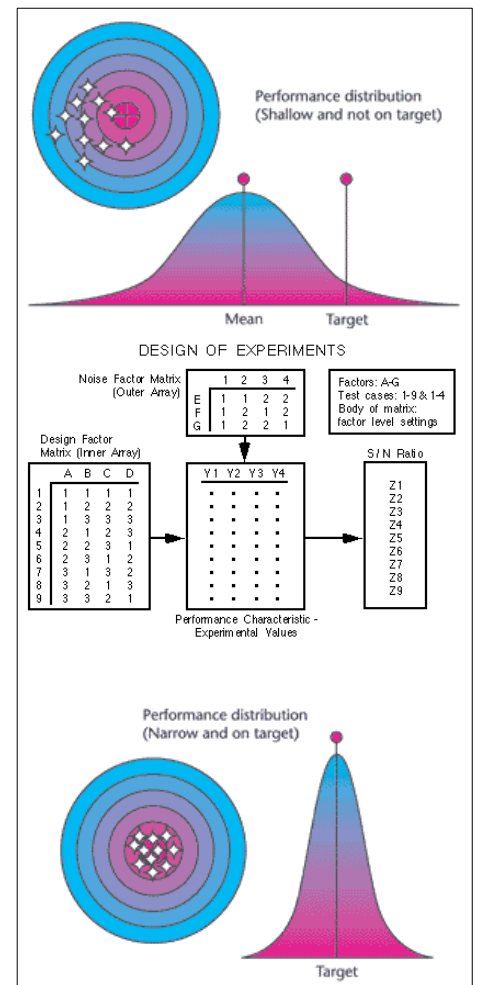 Performance distribution
(Shallow and not on target)
Mean Target
DESIGN OF EXPERIMENTS
Noise Factor Matrix
(Outer Array)
1 2 3 4
E 1 1 2 2
F 1 2 1 2
G 1 2 2 1
Factors: A-G
Test cases: 1-9 & 1-4
Body of matrix:
factor level settings
Design Factor
Matrix (Inner Array)
A B C D
1 1 1 1 1
2 1 2 2 2
3 1 3 3 3
4 2 1 2 3
5 2 2 3 1
6 2 3 1 2
7 3 1 3 2
8 3 2 1 3
9 3 3 2 1
Y1 Y2 Y3 Y4
Performance Characteristic -
Experimental Values
S/N Ratio
Z1
Z2
Z3
Z4
Z5
Z6
Z7
Z8
Z9
Performance distribution
(Narrow and on target)
Target